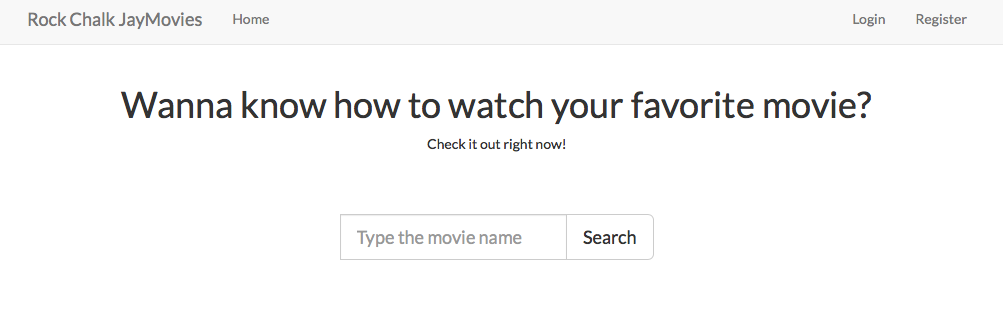 Rock Chalk JayMovies Home Login Register
Wanna know how to watch your favorite movie?
Check it out right now!
Type the movie name Search